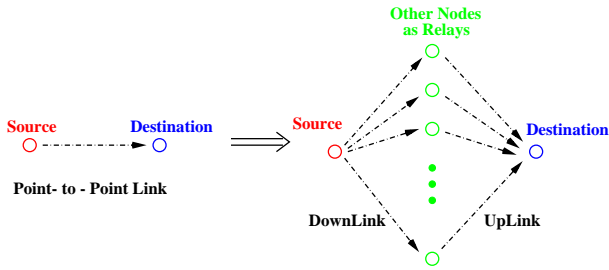 Other Nodes
as Relays
Source
Destination
Source
Destination
Point- to - Point Link
DownLink
UpLink